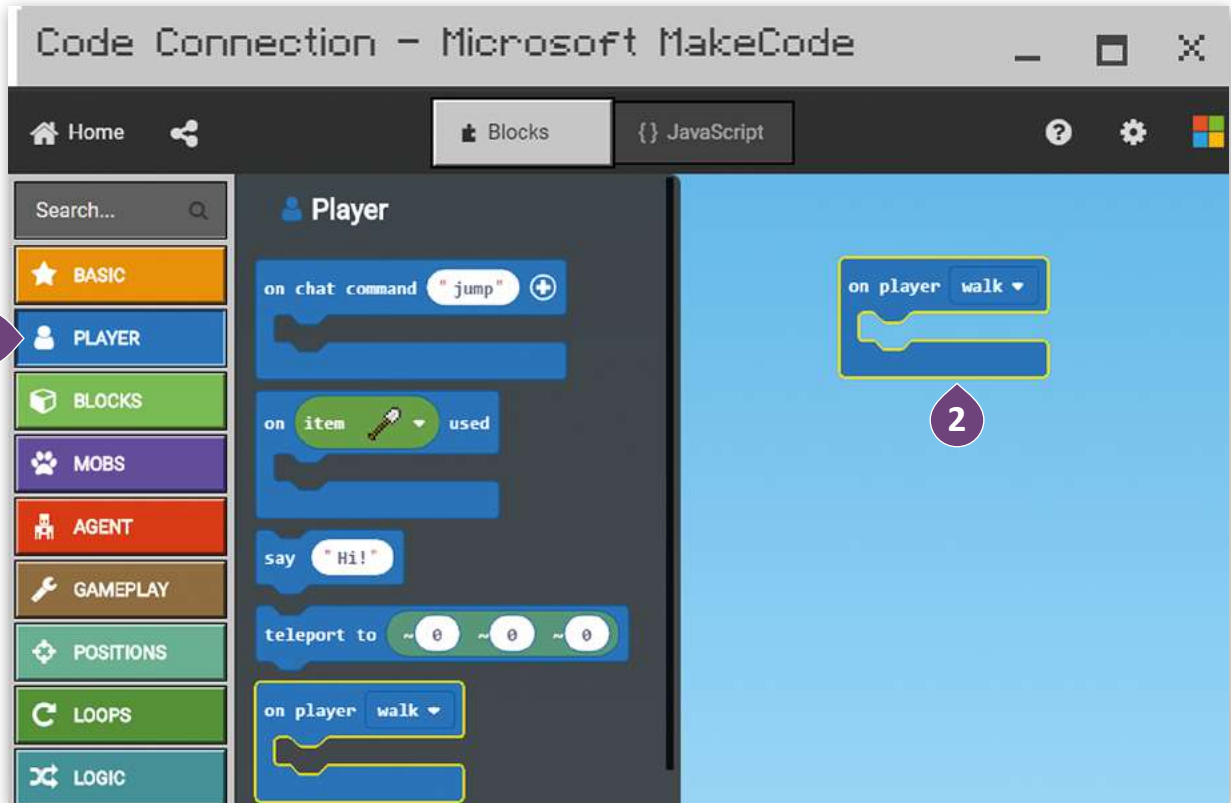 Code Connection – Microsoft MakeCode
Home
Blocks
{} JavaScript
Search...
BASIC
PLAYER
BLOCKS
MOBS
AGENT
GAMEPLAY
POSITIONS
LOOPS
LOGIC
Player
on chat command "jump"
on item used
say "Hi!"
teleport to ~0 ~0 ~0
on player walk
on player walk
2